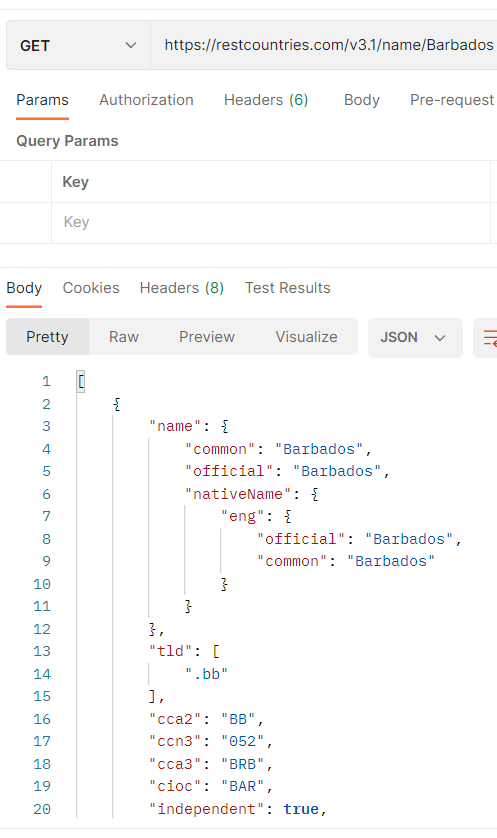 GET https://restcountries.com/v3.1/name/Barbados
Params Authorization Headers (6) Body Pre-request
Query Params
Key
Key
Body Cookies Headers (8) Test Results
Pretty Raw Preview Visualize JSON
1 [
2 {
3 "name": {
4 "common": "Barbados",
5 "official": "Barbados",
6 "nativeName": {
7 "eng": {
8 "official": "Barbados",
9 "common": "Barbados"
10 }
11 }
12 },
13 "tld": [
14 ".bb"
15 ],
16 "cca2": "BB",
17 "ccn3": "052",
18 "cca3": "BRB",
19 "cioc": "BAR",
20 "independent": true,